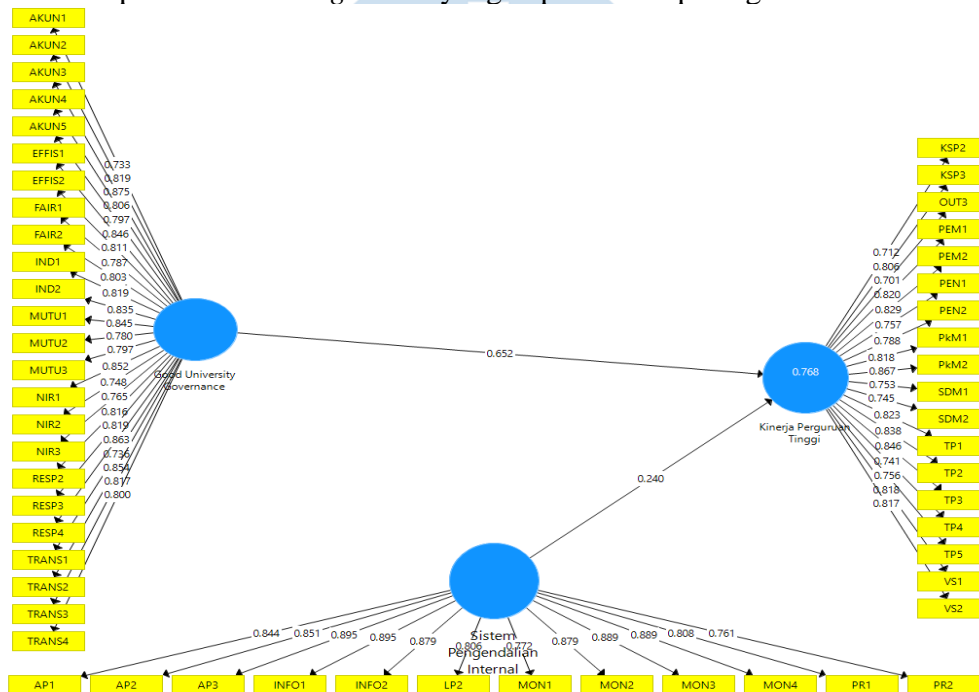 AKUN1
AKUN2
AKUN3
AKUN4
AKUN5
EFFIS1
EFFIS2
FAIR1
FAIR2
IND1
IND2
MUTU1
MUTU2
MUTU3
NIR1
NIR2
NIR3
RESP2
RESP3
RESP4
TRANS1
TRANS2
TRANS3
TRANS4
0.733
0.819
0.875
0.806
0.797
0.846
0.811
0.787
0.803
0.819
0.835
0.845
0.780
0.797
0.852
0.748
0.765
0.816
0.819
0.863
0.736
0.854
0.817
0.800
Good University
Governance
0.652
0.240
0.768
Kinerja Perguruan
Tinggi
0.712
0.806
0.701
0.820
0.829
0.757
0.788
0.818
0.867
0.753
0.745
0.823
0.838
0.846
0.741
0.756
0.818
0.817
KSP2
KSP3
OUT3
PEM1
PEM2
PEN1
PEN2
PkM1
PkM2
SDM1
SDM2
TP1
TP2
TP3
TP4
TP5
VS1
VS2
Sistem
Pengendalian
Internal
0.844 0.851 0.895 0.895 0.879 0.806 0.772 0.879 0.889 0.889 0.808 0.761
AP1 AP2 AP3 INFO1 INFO2 LP2 MON1 MON2 MON3 MON4 PR1 PR2